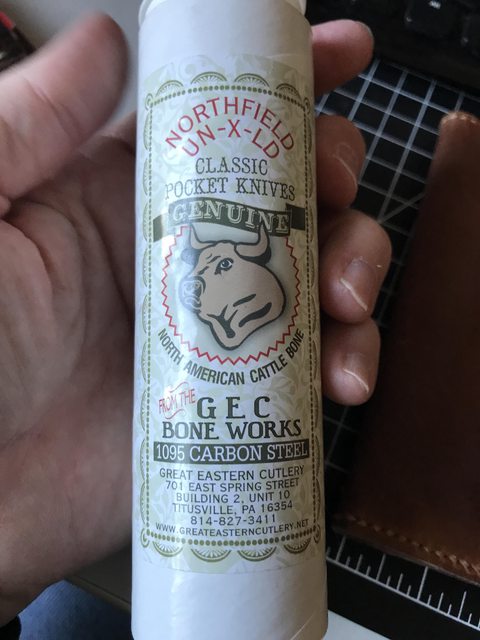 NORTHFIELD
UN-X-LD
CLASSIC
POCKET KNIVES
GENUINE
NORTH AMERICAN CATTLE BONE
FROM THE
GEC
BONE WORKS
1095 CARBON STEEL
GREAT EASTERN CUTLERY
701 EAST SPRING STREET
BUILDING 2, UNIT 10
TITUSVILLE, PA 16354
814-827-3411
WWW.GREATEASTERNCUTLERY.NET